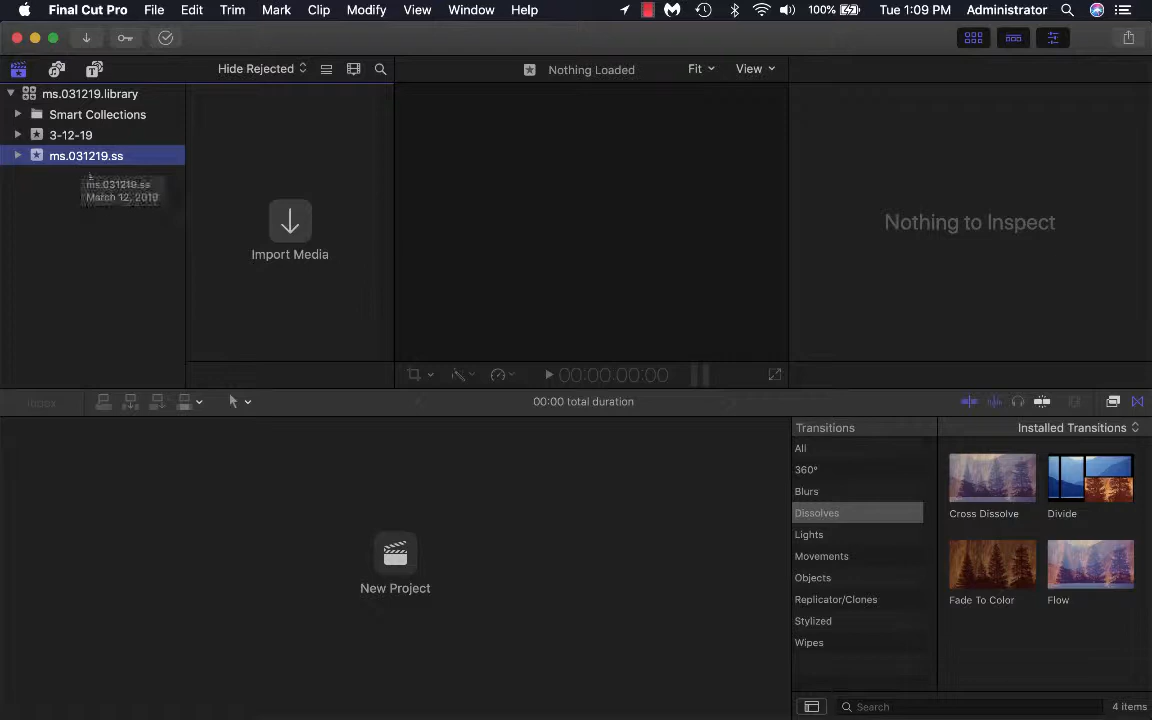 Final Cut Pro File Edit Trim Mark Clip Modify View Window Help 100% Tue 1:09 PM Administrator
Hide Rejected Nothing Loaded Fit View
ms.031219.library
Smart Collections
3-12-19
ms.031219.ss
ms.031219.ss
March 12, 2019
Import Media
Nothing to Inspect
00:00:00:00
Index 00:00 total duration
Transitions Installed Transitions
All
360°
Blurs
Dissolves
Lights
Movements
Objects
Replicator/Clones
Stylized
Wipes
Cross Dissolve Divide
Fade To Color Flow
New Project
Search 4 items